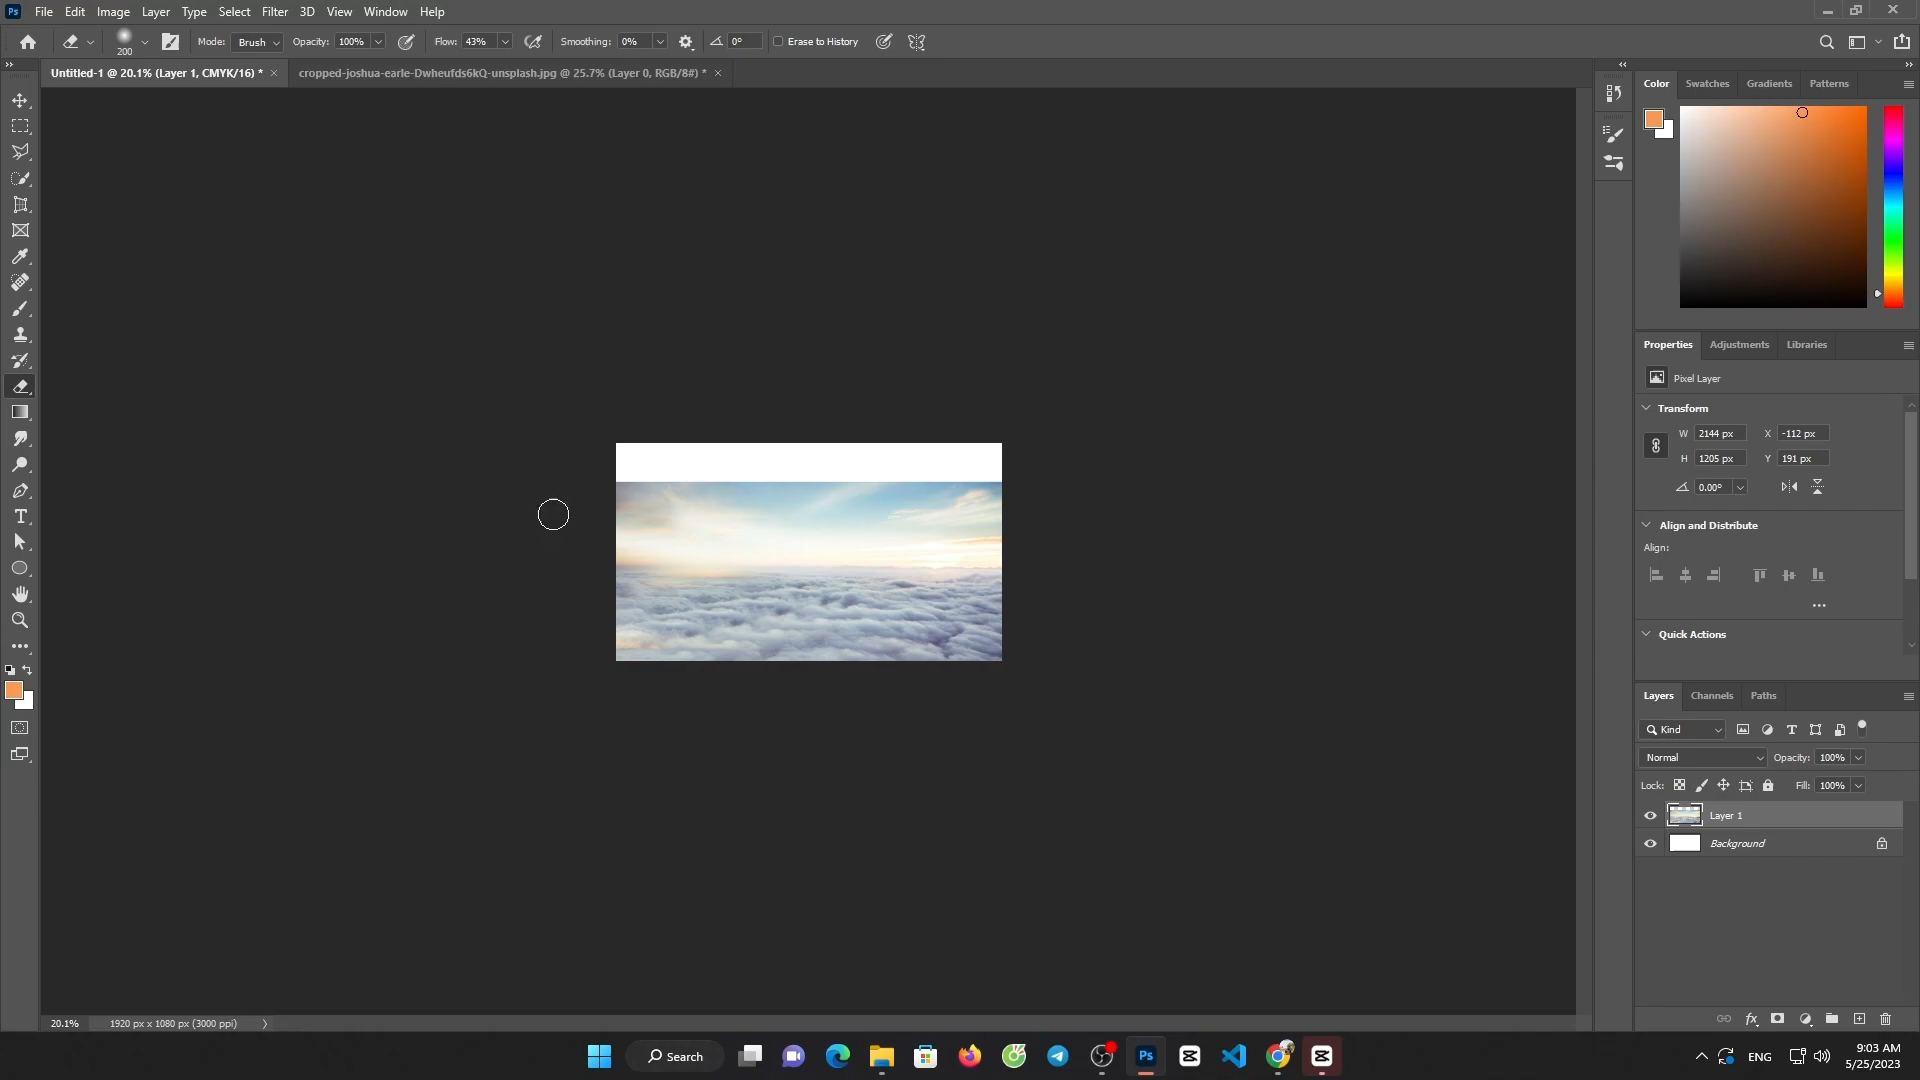 Ps File Edit Image Layer Type Select Filter 3D View Window Help
200 Mode: Brush Opacity: 100% Flow: 43% Smoothing: 0% 0° Erase to History
Untitled-1 @ 20.1% (Layer 1, CMYK/16) * cropped-joshua-earle-Dwheufds6kQ-unsplash.jpg @ 25.7% (Layer 0, RGB/8#) *
Color Swatches Gradients Patterns
Properties Adjustments Libraries
Pixel Layer
Transform
W 2144 px X -112 px
H 1205 px Y 191 px
0.00°
Align and Distribute
Align:
Quick Actions
Layers Channels Paths
Kind
Normal Opacity: 100%
Lock: Fill: 100%
Layer 1
Background
20.1% 1920 px x 1080 px (3000 ppi)
Search Ps ENG 9:03 AM
5/25/2023